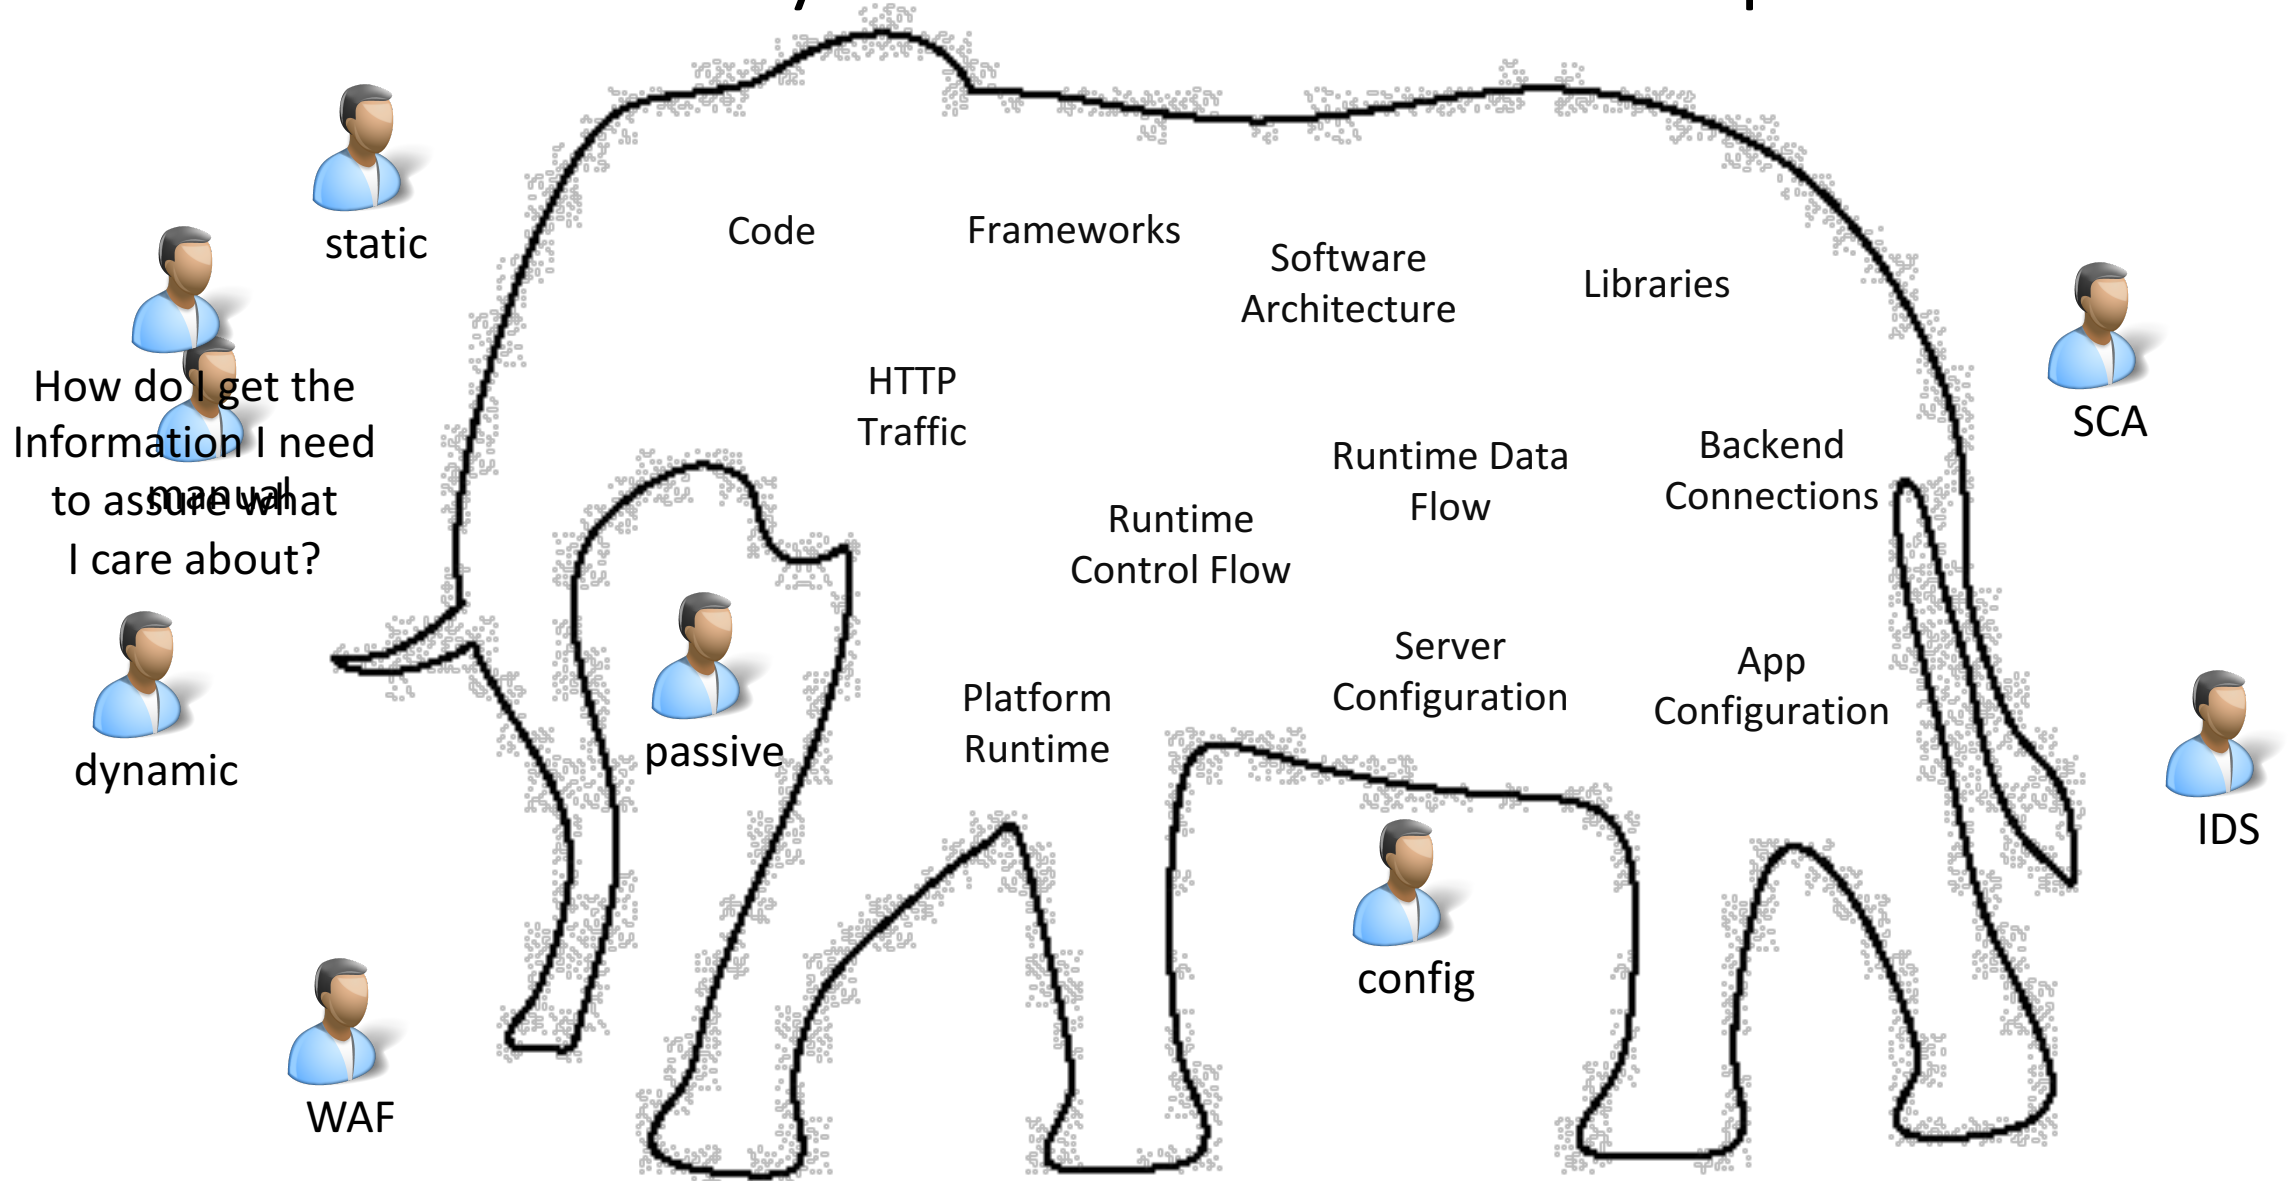 static
Code
Frameworks
Software
Architecture
Libraries
How do I get the
Information I need
to assure what
I care about?
manual
HTTP
Traffic
SCA
Runtime Data
Flow
Backend
Connections
Runtime
Control Flow
dynamic
passive
Platform
Runtime
Server
Configuration
App
Configuration
IDS
config
WAF